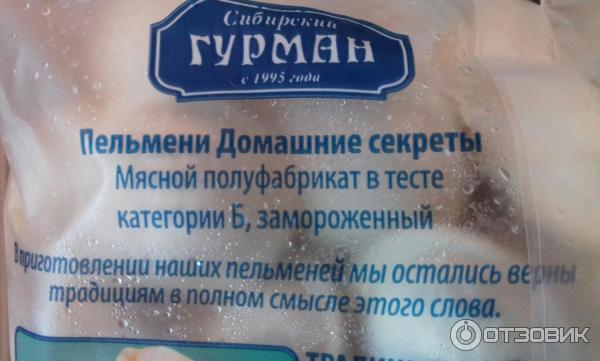 Сибирский
ГУРМАН
с 1995 года
Пельмени Домашние секреты
Мясной полуфабрикат в тесте
категории Б, замороженный
В приготовлении наших пельменей мы остались верны
традициям в полном смысле этого слова.
ОТЗОВИК